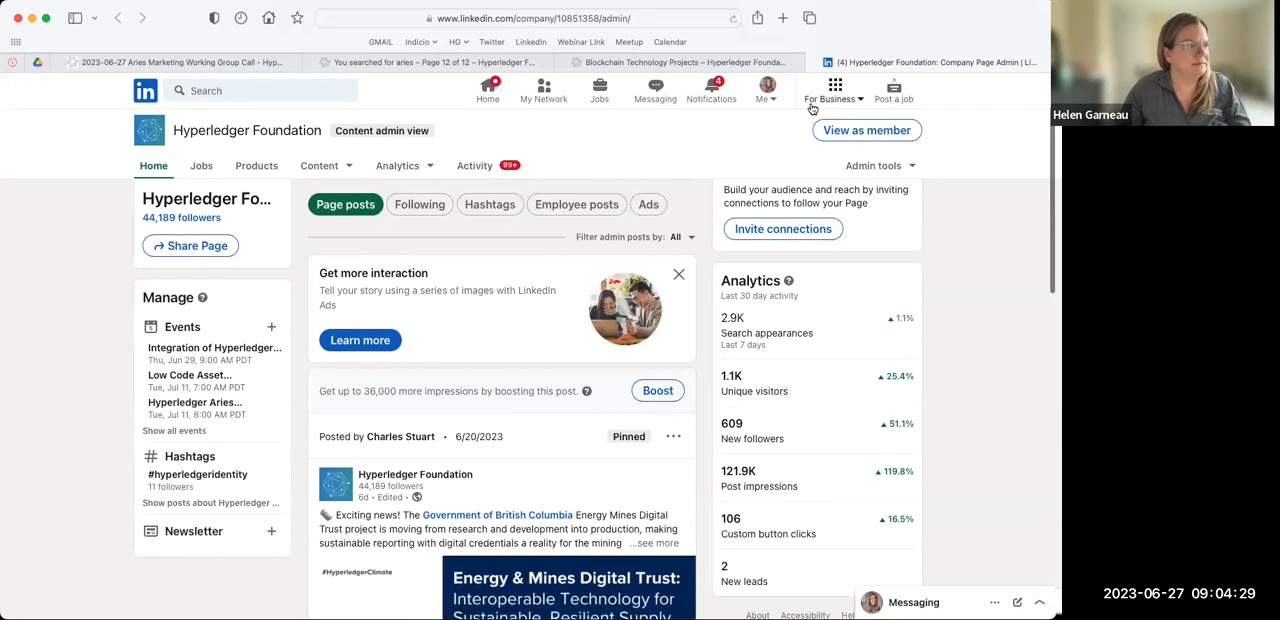 www.linkedin.com/company/10851358/admin/
GMAIL Indicio HG Twitter LinkedIn Webinar LInk Meetup Calendar
2023-06-27 Aries Marketing Working Group Call - Hyp...
You searched for aries – Page 12 of 12 – Hyperledger F...
Blockchain Technology Projects – Hyperledger Founda...
(4) Hyperledger Foundation: Company Page Admin | Li...
in
Search
Home
My Network
Jobs
Messaging
4
Notifications
Me
For Business
Post a job
Hyperledger Foundation
Content admin view
View as member
Home Jobs Products Content Analytics Activity 99+
Admin tools
Hyperledger Fo...
44,189 followers
Share Page
Manage
Events
Integration of Hyperledger...
Thu, Jun 29, 9:00 AM PDT
Low Code Asset...
Tue, Jul 11, 7:00 AM PDT
Hyperledger Aries...
Tue, Jul 11, 8:00 AM PDT
Show all events
# Hashtags
#hyperledgeridentity
11 followers
Show posts about Hyperledger ...
Newsletter
Page posts Following Hashtags Employee posts Ads
Filter admin posts by: All
Get more interaction
Tell your story using a series of images with LinkedIn
Ads
Learn more
Get up to 36,000 more impressions by boosting this post.
Boost
Posted by Charles Stuart • 6/20/2023
Pinned
Hyperledger Foundation
44,189 followers
6d • Edited •
Exciting news! The Government of British Columbia Energy Mines Digital
Trust project is moving from research and development into production, making
sustainable reporting with digital credentials a reality for the mining ...see more
#HyperledgerClimate
Energy & Mines Digital Trust:
Interoperable Technology for
Sustainable, Resilient Supply
Build your audience and reach by inviting
connections to follow your Page
Invite connections
Analytics
Last 30 day activity
2.9K
1.1%
Search appearances
Last 7 days
1.1K
25.4%
Unique visitors
609
51.1%
New followers
121.9K
119.8%
Post impressions
106
16.5%
Custom button clicks
2
New leads
About Accessibility Hel
Messaging
Helen Garneau
2023-06-27 09:04:29